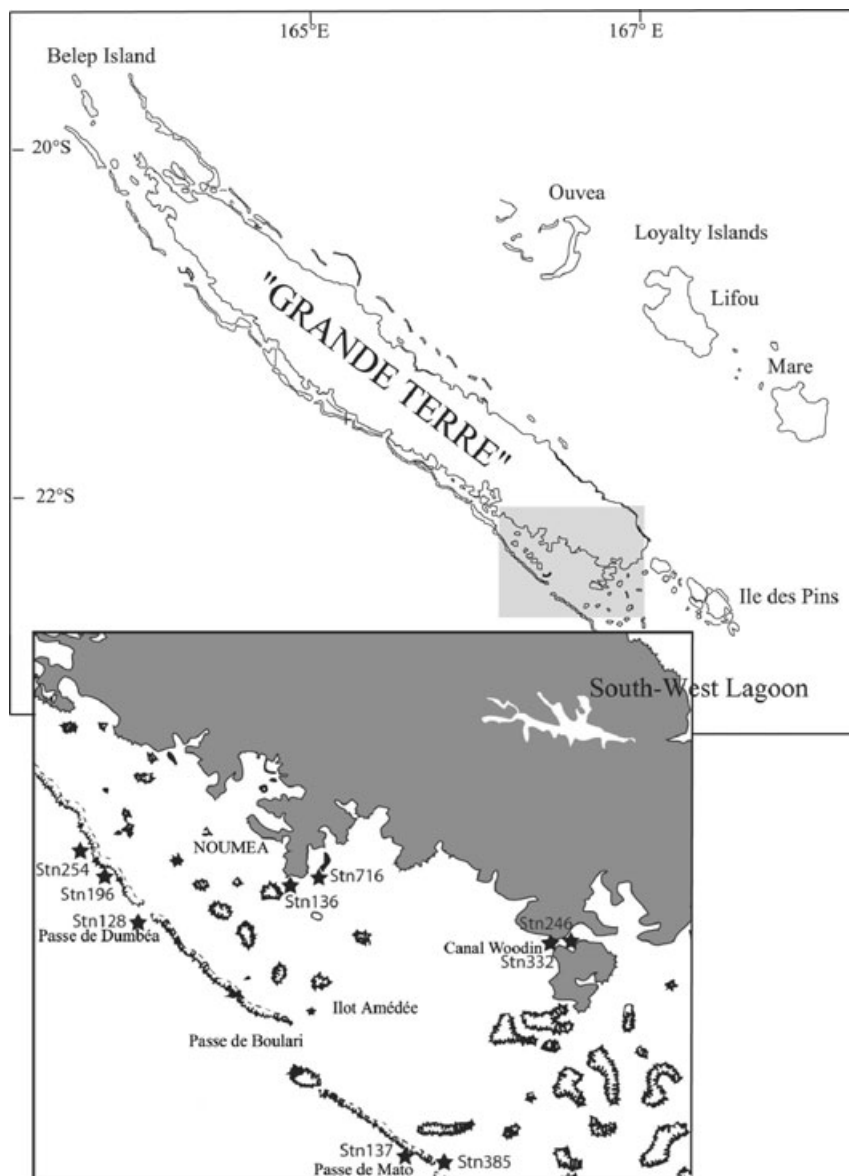 165°E
167° E
Belep Island
20°S
Ouvea
Loyalty Islands
Lifou
Mare
"GRANDE TERRE"
22°S
Ile des Pins
South-West Lagoon
NOUMEA
Stn254
Stn716
Stn196
Stn136
Stn128
Passe de Dumbéa
Stn246
Canal Woodin
Stn332
Ilot Amédée
Passe de Boulari
Stn137
Stn385
Passe de Mato